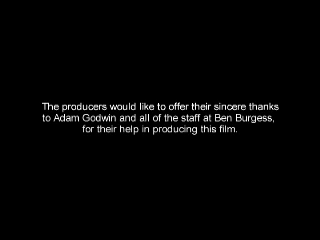 The producers would like to offer their sincere thanks
to Adam Godwin and all of the staff at Ben Burgess,
for their help in producing this film.